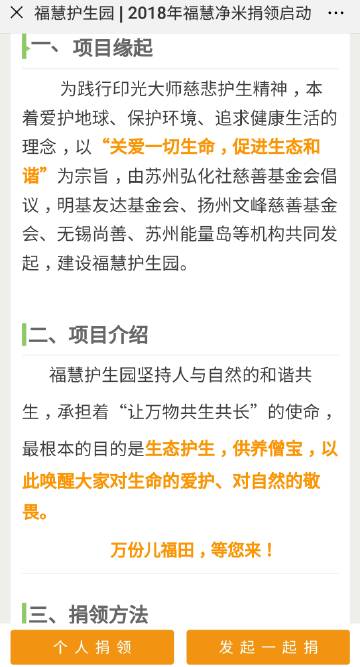 福慧护生园 | 2018年福慧净米捐领启动
一、项目缘起
为践行印光大师慈悲护生精神，本
着爱护地球、保护环境、追求健康生活的
理念，以“关爱一切生命，促进生态和
谐”为宗旨，由苏州弘化社慈善基金会倡
议，明基友达基金会、扬州文峰慈善基金
会、无锡尚善、苏州能量岛等机构共同发
起，建设福慧护生园。
二、项目介绍
福慧护生园坚持人与自然的和谐共
生，承担着“让万物共生共长”的使命，
最根本的目的是生态护生，供养僧宝，以
此唤醒大家对生命的爱护、对自然的敬
畏。
万份儿福田，等您来！
三、捐领方法
个人捐领
发起一起捐